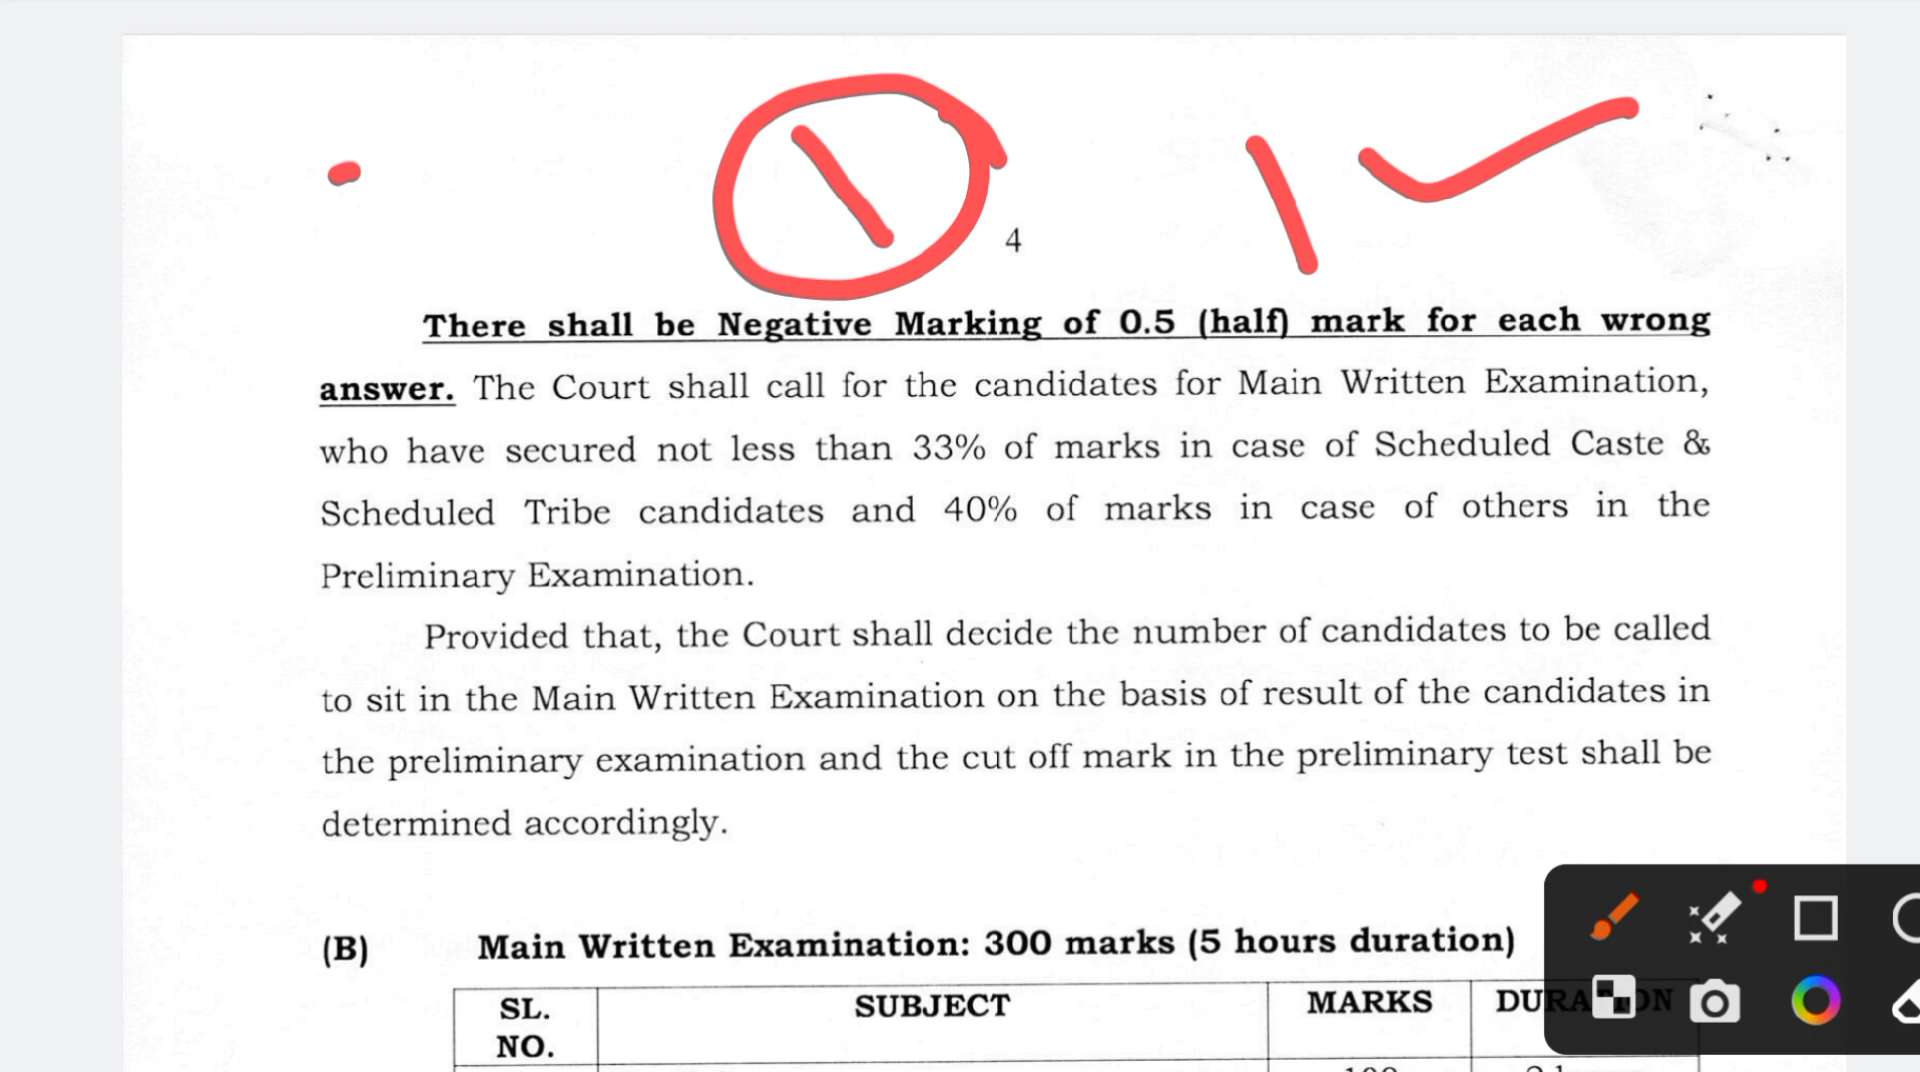 4
There shall be Negative Marking of 0.5 (half) mark for each wrong
answer. The Court shall call for the candidates for Main Written Examination,
who have secured not less than 33% of marks in case of Scheduled Caste &
Scheduled Tribe candidates and 40% of marks in case of others in the
Preliminary Examination.
Provided that, the Court shall decide the number of candidates to be called
to sit in the Main Written Examination on the basis of result of the candidates in
the preliminary examination and the cut off mark in the preliminary test shall be
determined accordingly.
(B) Main Written Examination: 300 marks (5 hours duration)
SL. SUBJECT MARKS DURATION
NO.